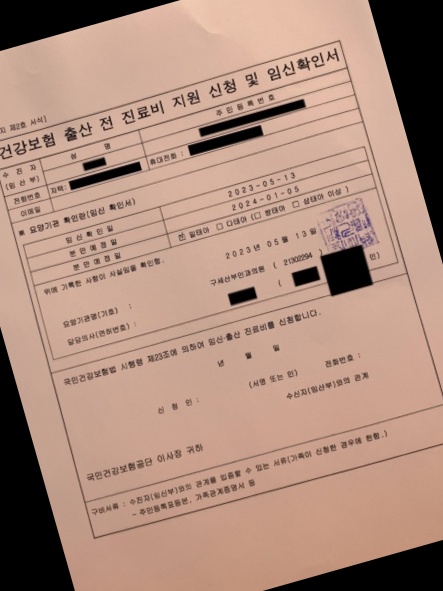 지 제2호 서식)
건강보험 출산 전 진료비 지원 신청 및 임신확인서
수 진 자
(임 신 부)
성 명
주 민 등 록 번 호
전화번호
자택:
휴대전화 :
이메일
※ 요양기관 확인란(임신 확인서)
임 신 확 인 일
2023-05-13
분 만 예 정 일
2024-01-05
분 만 예 정 일
일태아 □ 다태아 (□ 쌍태아 □ 삼태아 이상 )
위에 기록한 사항이 사실임을 확인함.
2023년 05월 13일
요양기관명(기호) :
구세산부인과의원 ( 21302294 )
담당의사(면허번호) :
(
인)
국민건강보험법 시행령 제23조에 의하여 임신·출산 진료비를 신청합니다.
년 월 일
신 청 인 :
(서명 또는 인)
전화번호 :
수진자(임산부)와의 관계
국민건강보험공단 이사장 귀하
구비서류 : 수진자(임산부)와의 관계를 입증할 수 있는 서류(가족이 신청한 경우에 한함.)
- 주민등록표등본, 가족관계증명서 등